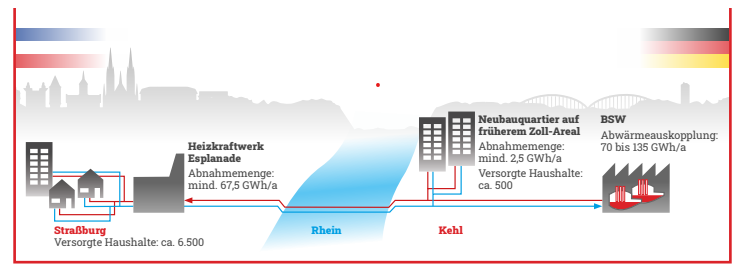 Heizkraftwerk
Esplanade
Abnahmemenge:
mind. 67,5 GWh/a
Neubauquartier auf
früherem Zoll-Areal
Abnahmemenge:
mind. 2,5 GWh/a
Versorgte Haushalte:
ca. 500
BSW
Abwärmeauskopplung:
70 bis 135 GWh/a
Straßburg
Versorgte Haushalte: ca. 6.500
Rhein
Kehl